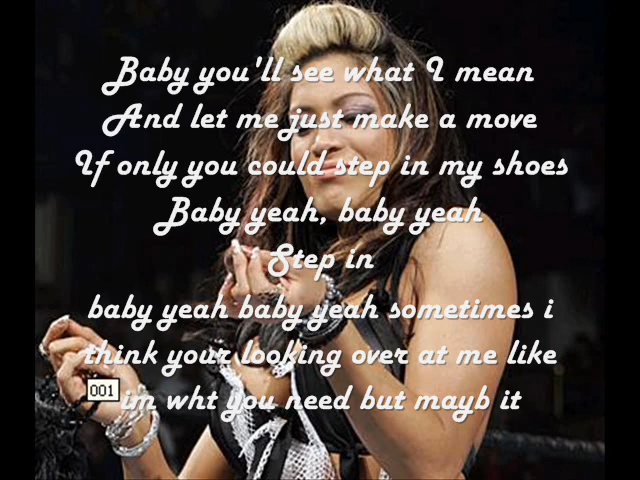 Baby you'll see what I mean
And let me just make a move
If only you could step in my shoes
Baby yeah, baby yeah
Step in
baby yeah baby yeah sometimes i
think your looking over at me like
im wht you need but mayb it
001